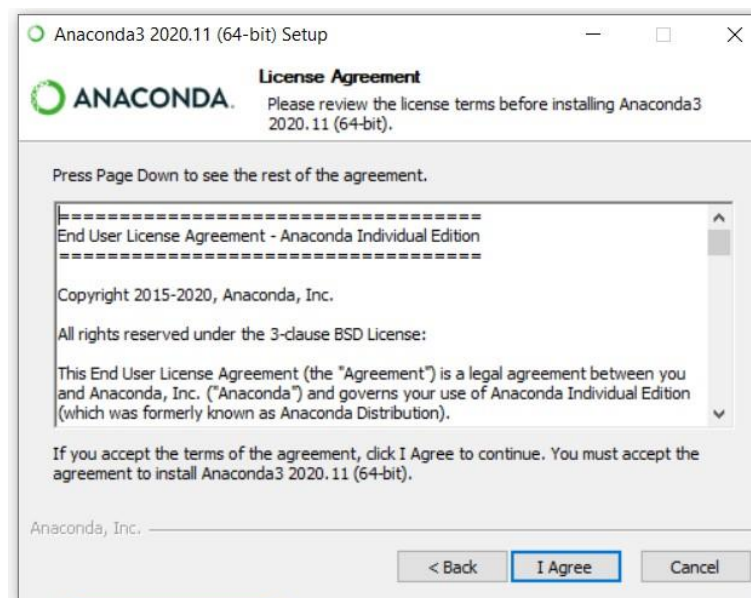 Anaconda3 2020.11 (64-bit) Setup
ANACONDA.
License Agreement
Please review the license terms before installing Anaconda3
2020.11 (64-bit).
Press Page Down to see the rest of the agreement.
===================================
End User License Agreement - Anaconda Individual Edition
===================================
Copyright 2015-2020, Anaconda, Inc.
All rights reserved under the 3-clause BSD License:
This End User License Agreement (the "Agreement") is a legal agreement between you
and Anaconda, Inc. ("Anaconda") and governs your use of Anaconda Individual Edition
(which was formerly known as Anaconda Distribution).
If you accept the terms of the agreement, click I Agree to continue. You must accept the
agreement to install Anaconda3 2020.11 (64-bit).
Anaconda, Inc.
< Back
I Agree
Cancel